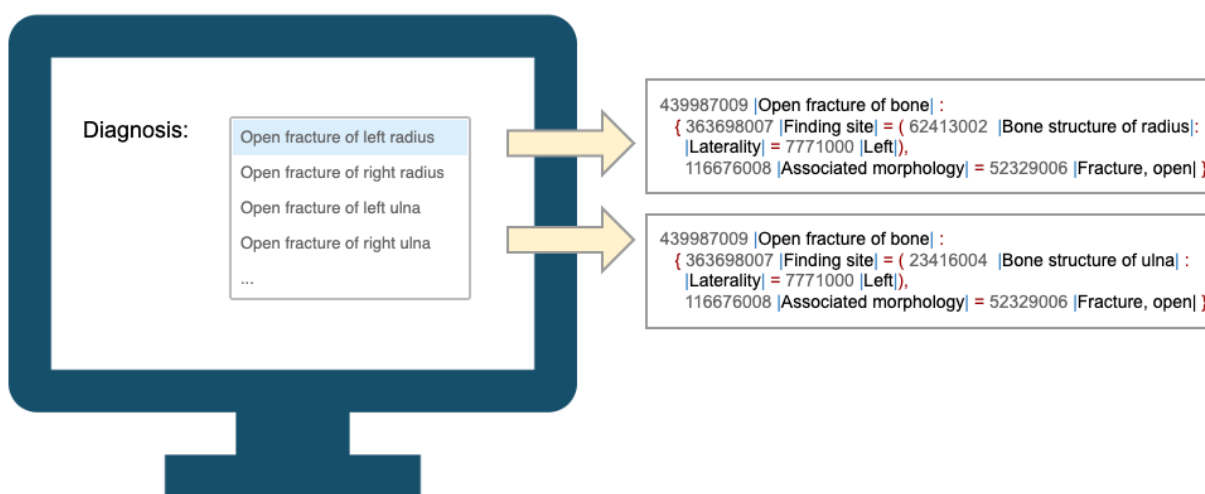 Diagnosis:
Open fracture of left radius
Open fracture of right radius
Open fracture of left ulna
Open fracture of right ulna
...
439987009 |Open fracture of bone| :
{ 363698007 |Finding site| = ( 62413002 |Bone structure of radius|:
|Laterality| = 7771000 |Left|),
116676008 |Associated morphology| = 52329006 |Fracture, open| }
439987009 |Open fracture of bone| :
{ 363698007 |Finding site| = ( 23416004 |Bone structure of ulna| :
|Laterality| = 7771000 |Left|),
116676008 |Associated morphology| = 52329006 |Fracture, open| }